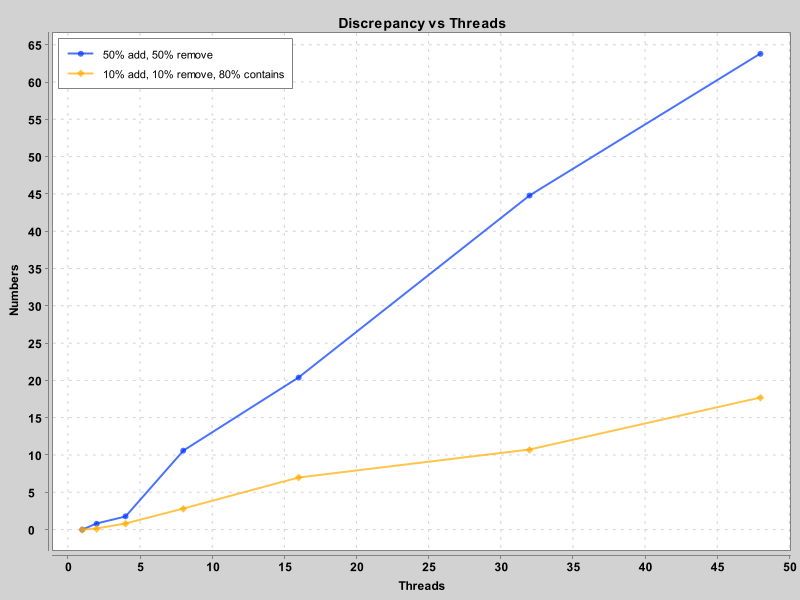 Discrepancy vs Threads
50% add, 50% remove
10% add, 10% remove, 80% contains
65
60
55
50
45
40
35
30
25
20
15
10
5
0
Numbers
0 5 10 15 20 25 30 35 40 45 50
Threads